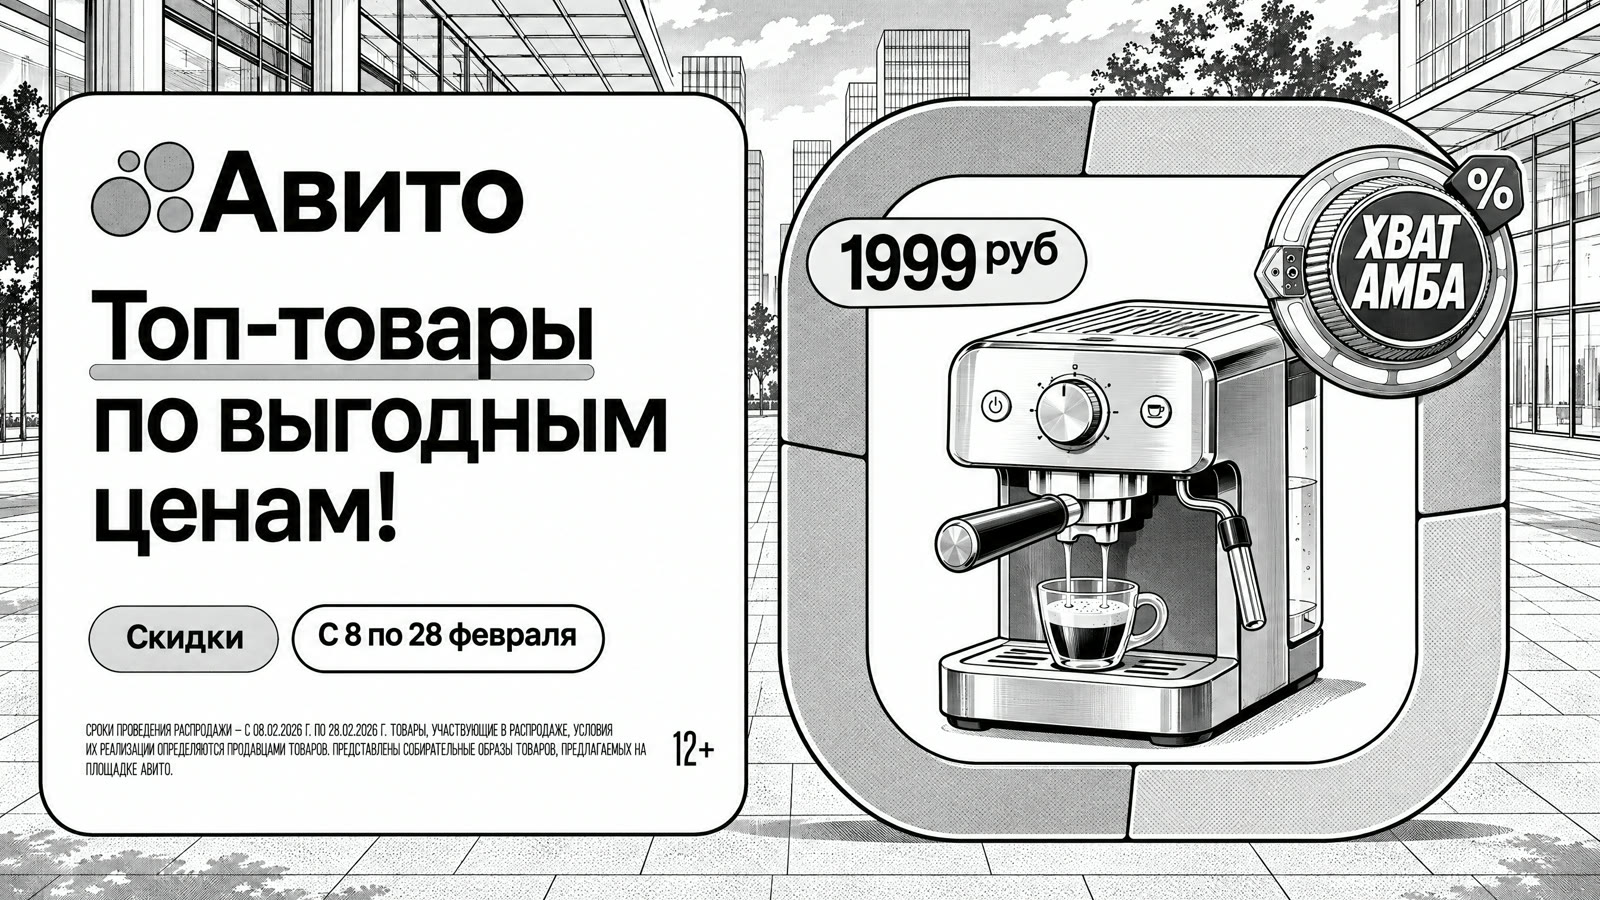 Авито
Топ-товары
по выгодным
ценам!
Скидки
С 8 по 28 февраля
СРОКИ ПРОВЕДЕНИЯ РАСПРОДАЖИ – С 08.02.2026 Г. ПО 28.02.2026 Г. ТОВАРЫ, УЧАСТВУЮЩИЕ В РАСПРОДАЖЕ, УСЛОВИЯ
ИХ РЕАЛИЗАЦИИ ОПРЕДЕЛЯЮТСЯ ПРОДАВЦАМИ ТОВАРОВ. ПРЕДСТАВЛЕНЫ СОБИРАТЕЛЬНЫЕ ОБРАЗЫ ТОВАРОВ, ПРЕДЛАГАЕМЫХ НА
ПЛОЩАДКЕ АВИТО.
12+
1999 руб
%
ХВАТ
АМБА